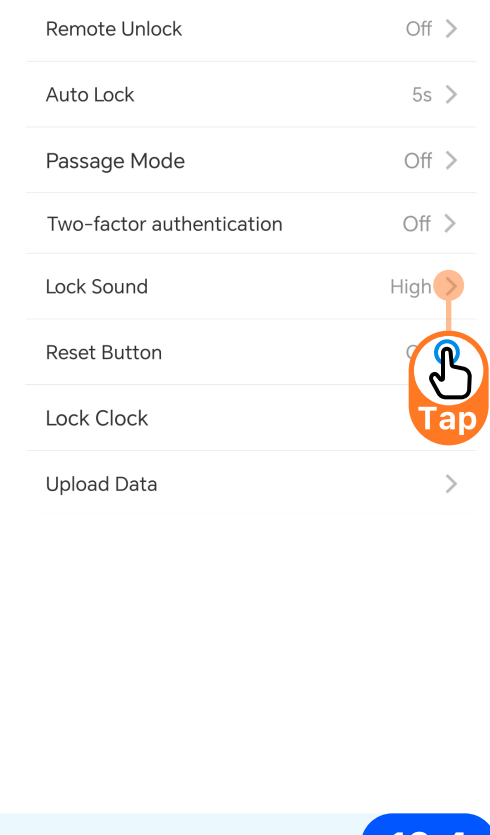 Remote Unlock Off
Auto Lock 5s
Passage Mode Off
Two-factor authentication Off
Lock Sound High
Reset Button
Lock Clock
Tap
Upload Data